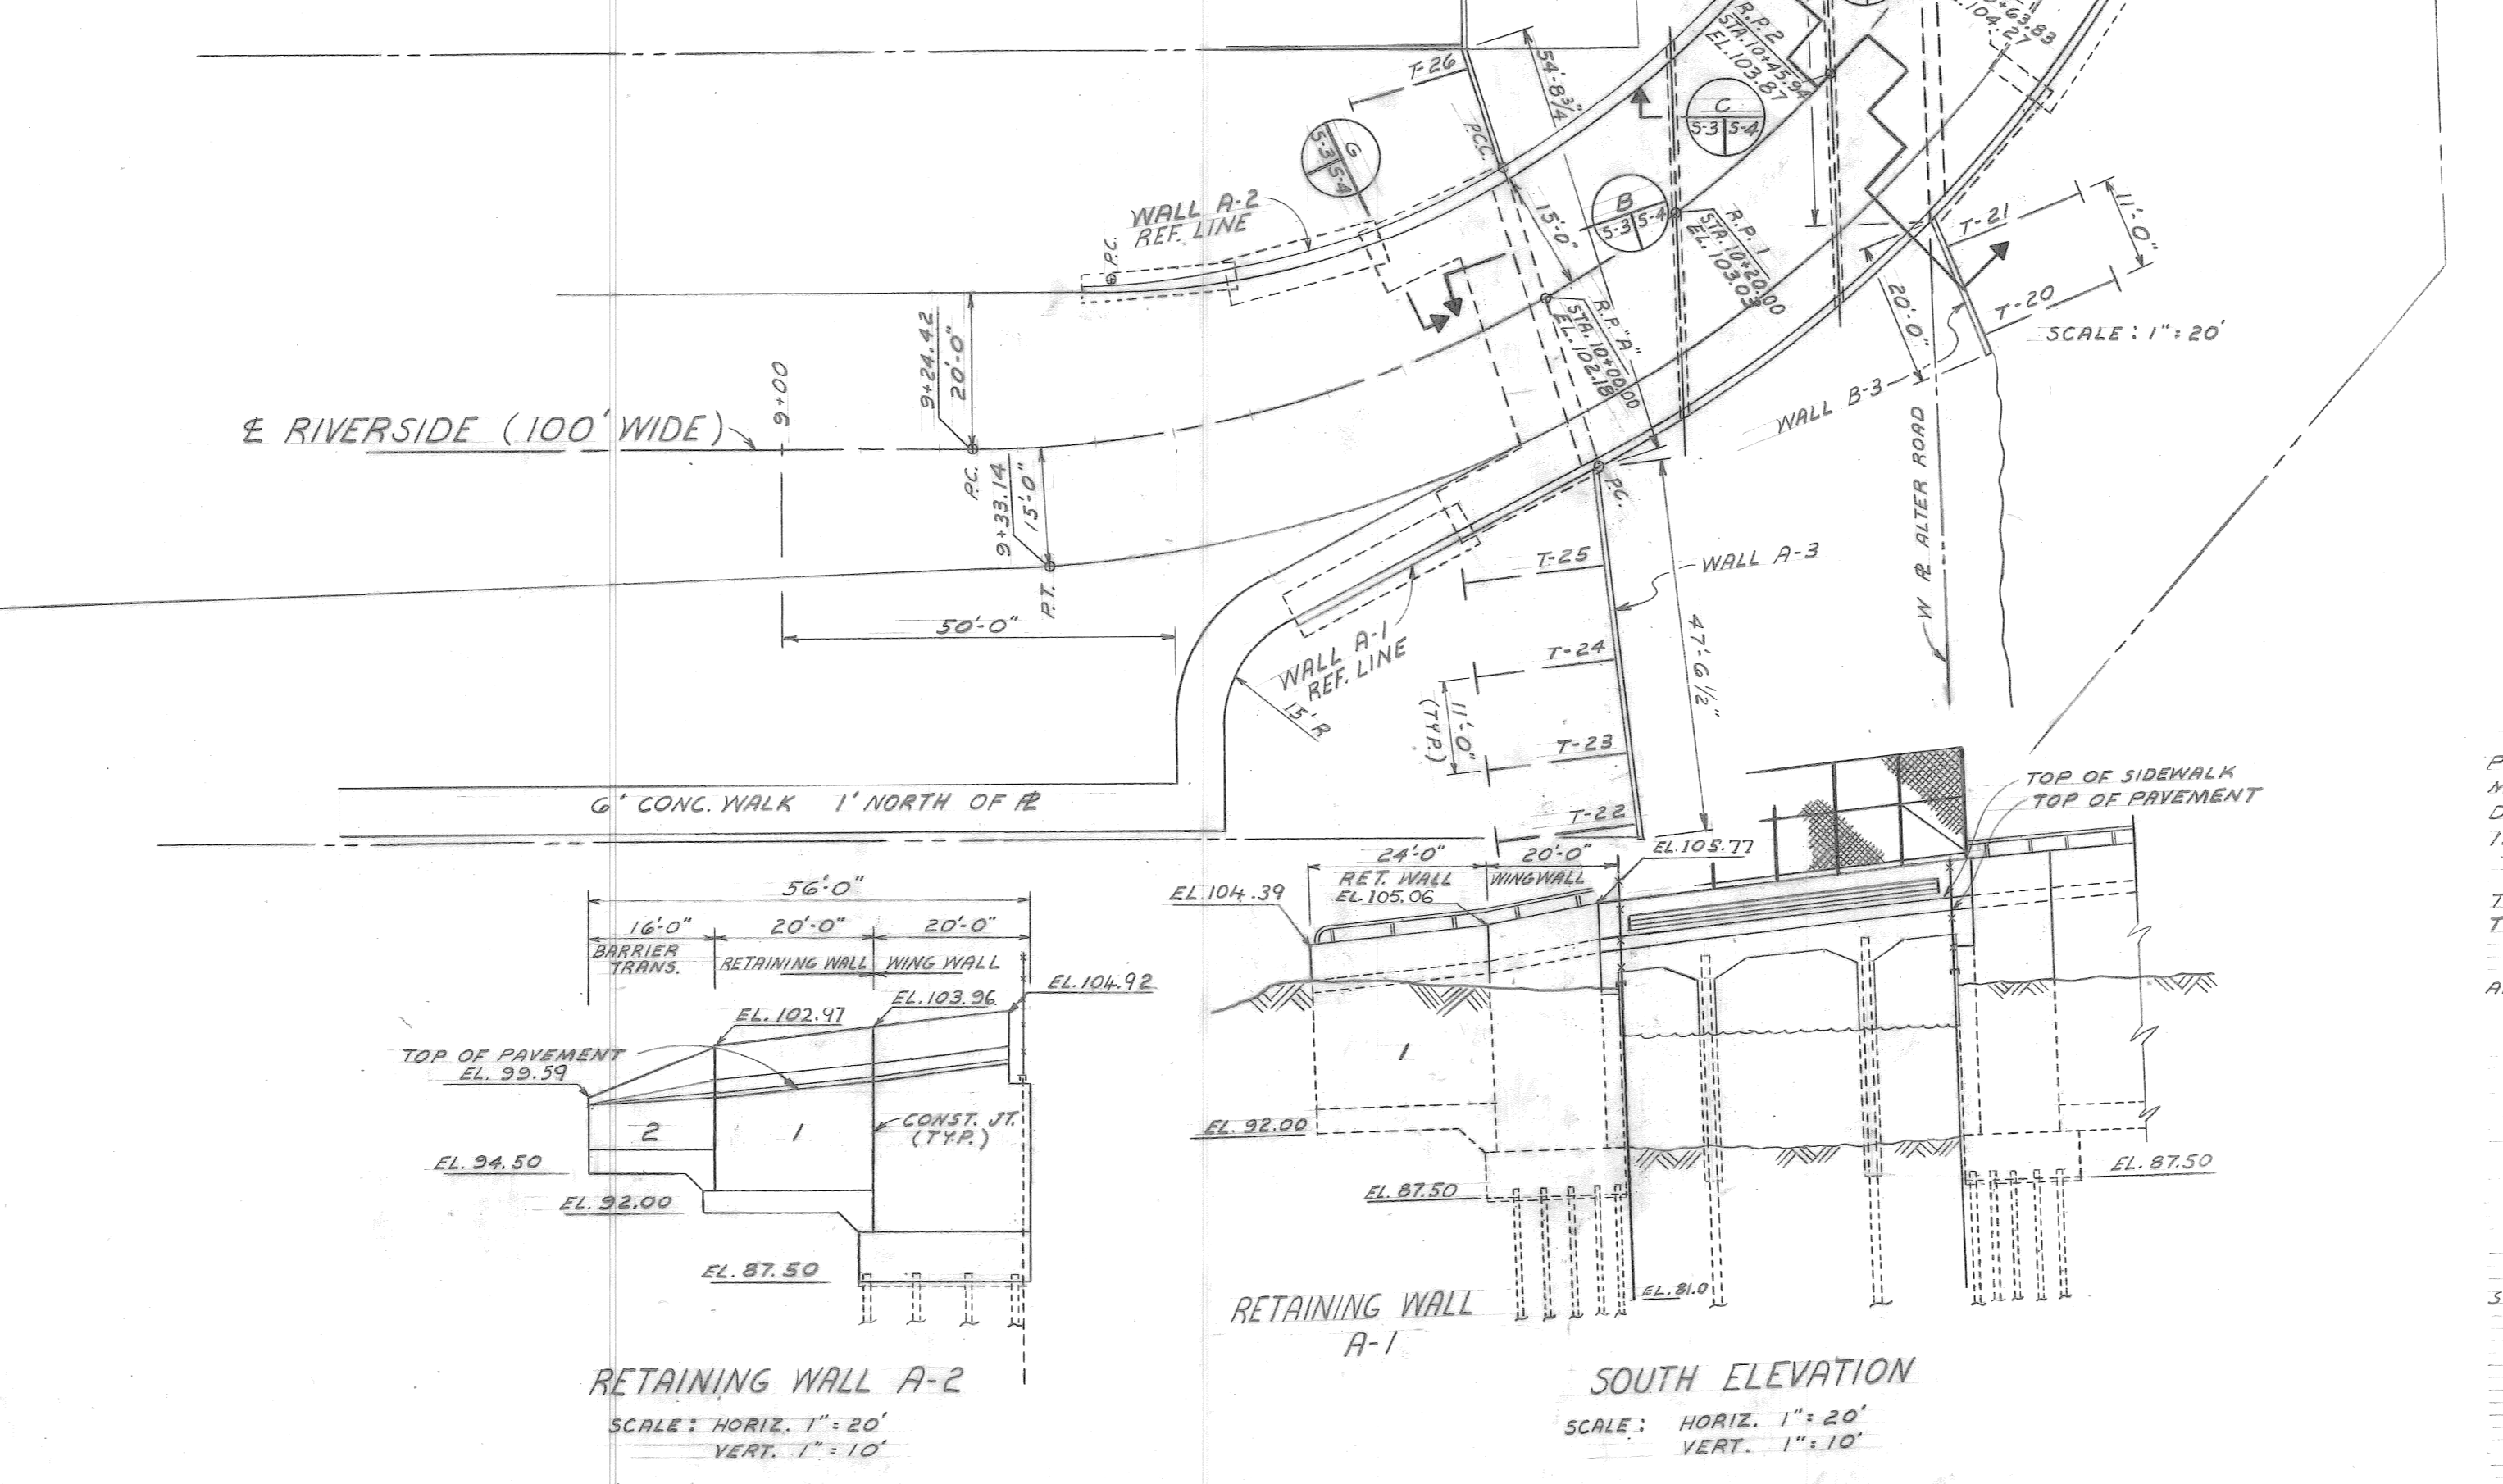 T-26
54'-8 3/4"
R.P. 2
STA. 10+45.94
EL. 103.87
+63.83
.104.27
C
S-3 S-4
G
S-3 S-4
P.C.C.
WALL A-2
REF. LINE
P.C.
15'-0"
B
S-3 S-4
R.P. 1
STA. 10+20.00
EL. 103.03
T-21
11'-0"
T-20
20'-0"
SCALE: 1"=20'
R.P. "A"
STA. 10+00.00
EL. 102.18
9+00
9+24.42
20'-0"
WALL B-3
℄ RIVERSIDE (100' WIDE)
P.C.
9+33.14
15'-0"
P.T.
P.C.
W ⅊ ALTER ROAD
T-25
WALL A-3
50'-0"
WALL A-1
REF. LINE
T-24
47'-6 1/2"
15' R
11'-0"
(TYP.)
T-23
6' CONC. WALK 1' NORTH OF ⅊
T-22
TOP OF SIDEWALK
TOP OF PAVEMENT
56'-0"
16'-0" 20'-0" 20'-0"
BARRIER
TRANS.
RETAINING WALL WING WALL
EL. 104.92
EL. 103.96
EL. 102.97
TOP OF PAVEMENT
EL. 99.59
CONST. JT.
(TYP.)
2 1
EL. 94.50
EL. 92.00
EL. 87.50
RETAINING WALL A-2
SCALE: HORIZ. 1"=20'
VERT. 1"=10'
24'-0" 20'-0"
EL. 105.77
RET. WALL WINGWALL
EL. 104.39
EL. 105.06
1
EL. 92.00
EL. 87.50
EL. 87.50
EL. 81.0
RETAINING WALL
A-1
SOUTH ELEVATION
SCALE: HORIZ. 1"=20'
VERT. 1"=10'